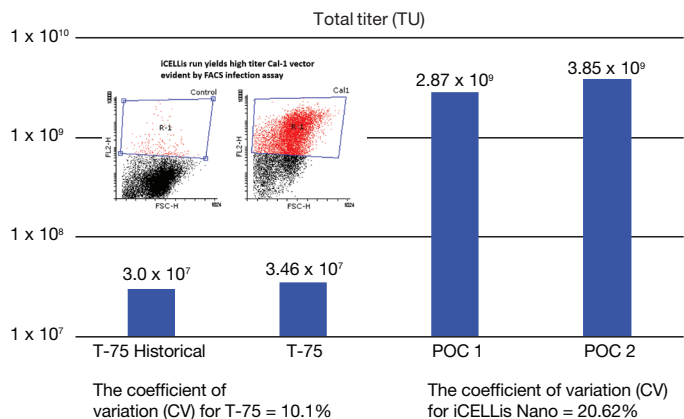 Total titer (TU)
1 x 10¹⁰
iCELLis run yields high titer Cal-1 vector
evident by FACS infection assay
Control
R-1
FL2-H
FSC-H
1024
Cal1
R-1
FL2-H
FSC-H
1024
2.87 x 10⁹
3.85 x 10⁹
1 x 10⁹
1 x 10⁸
3.0 x 10⁷
3.46 x 10⁷
1 x 10⁷
T-75 Historical
T-75
POC 1
POC 2
The coefficient of
variation (CV) for T-75 = 10.1%
The coefficient of variation (CV)
for iCELLis Nano = 20.62%